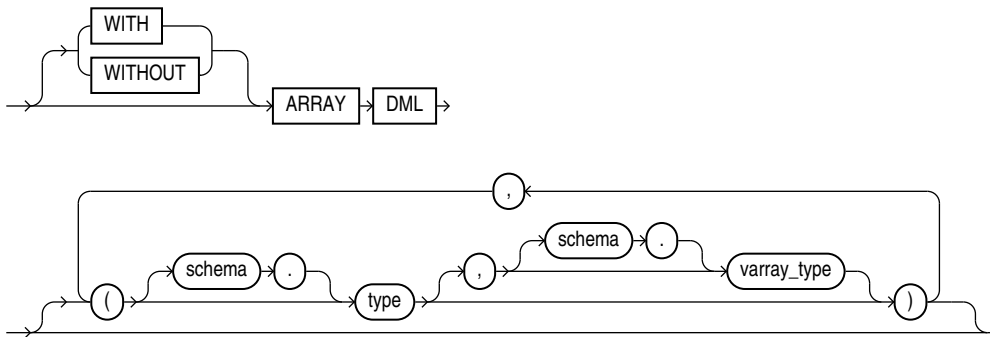 WITH
WITHOUT
ARRAY DML
,
schema .
schema . ,
varray_type
( type )